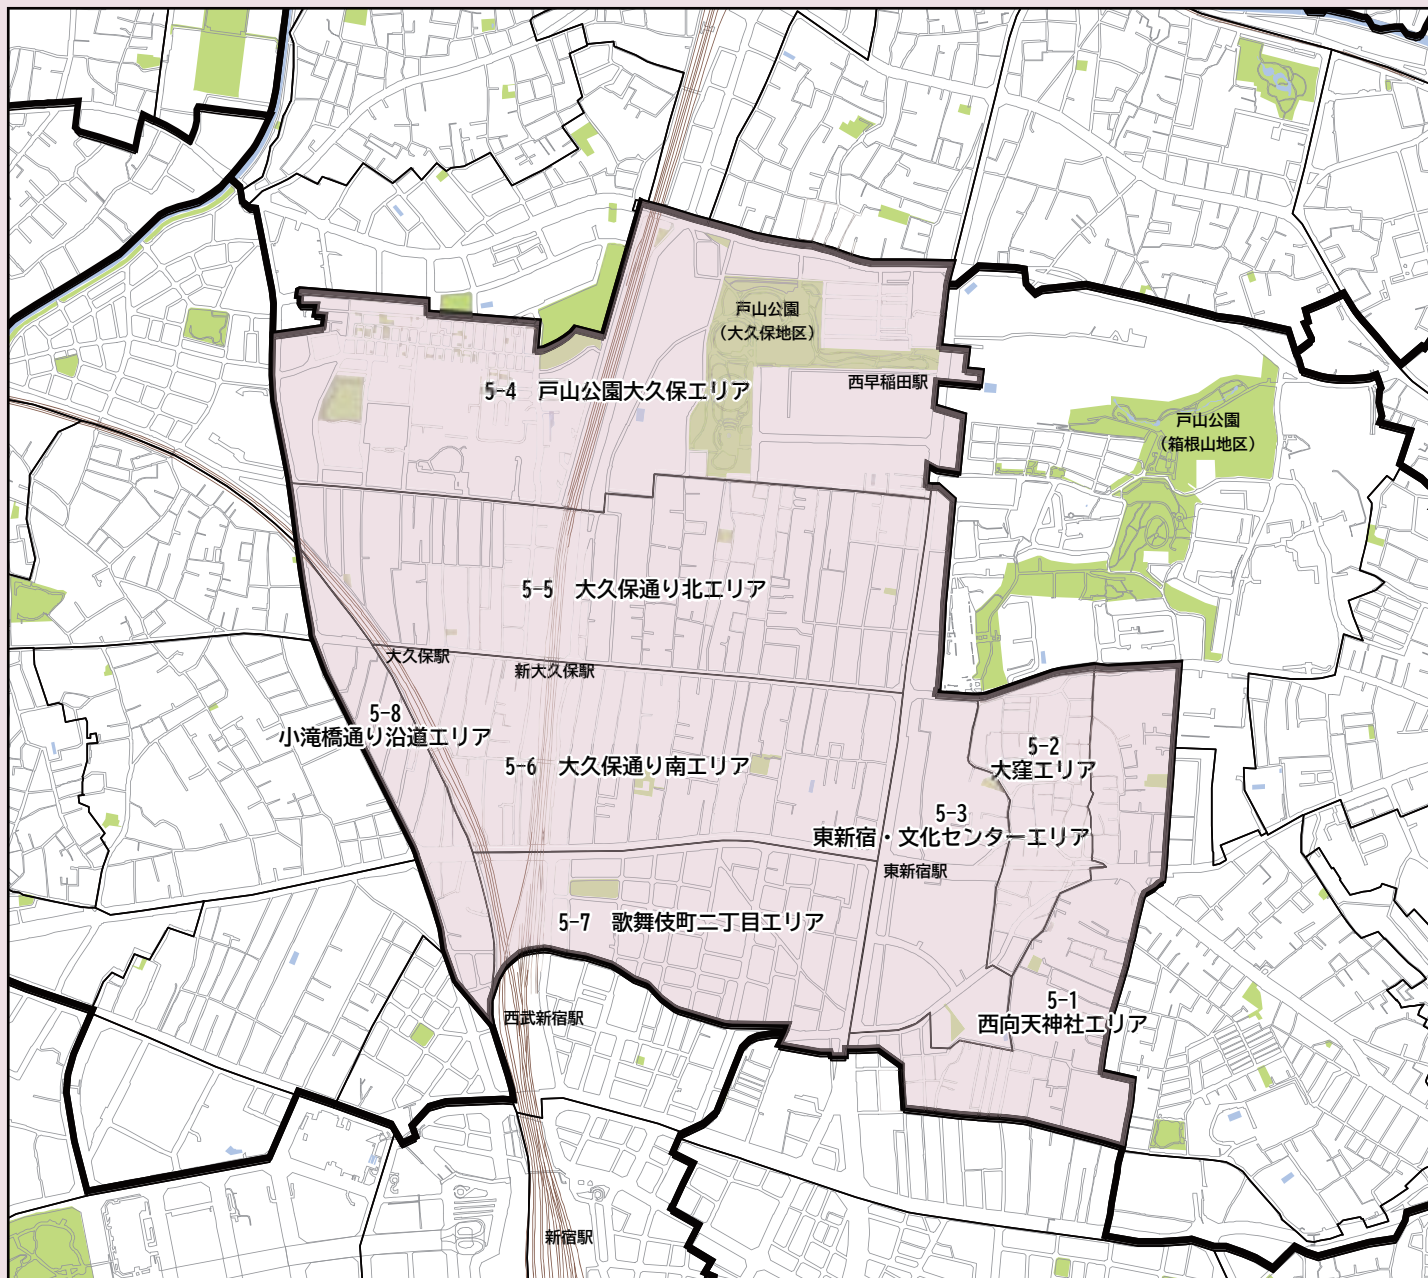 戸山公園
(大久保地区)
西早稲田駅
5-4 戸山公園大久保エリア
戸山公園
(箱根山地区)
5-5 大久保通り北エリア
大久保駅
新大久保駅
5-8
小滝橋通り沿道エリア
5-6 大久保通り南エリア
5-2
大窪エリア
5-3
東新宿・文化センターエリア
東新宿駅
5-7 歌舞伎町二丁目エリア
5-1
西向天神社エリア
西武新宿駅
新宿駅